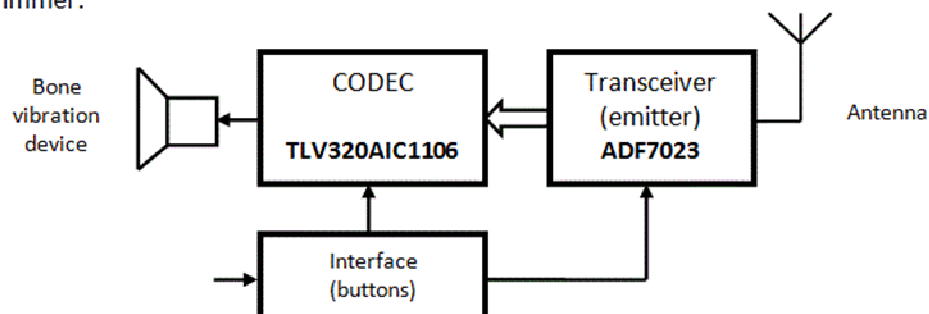 Bone
vibration
device
CODEC
TLV320AIC1106
Transceiver
(emitter)
ADF7023
Antenna
Interface
(buttons)